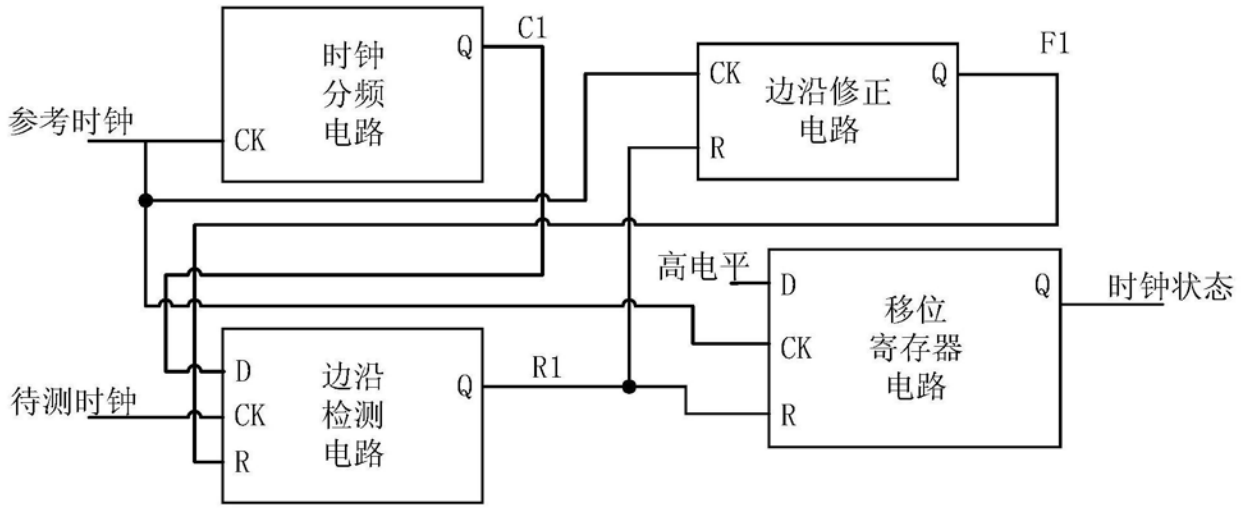 参考时钟
时钟
分频
电路
CK
Q
C1
CK
R
边沿修正
电路
Q
F1
高电平
D
CK
R
移位
寄存器
电路
Q
时钟状态
待测时钟
D
CK
R
边沿
检测
电路
Q
R1